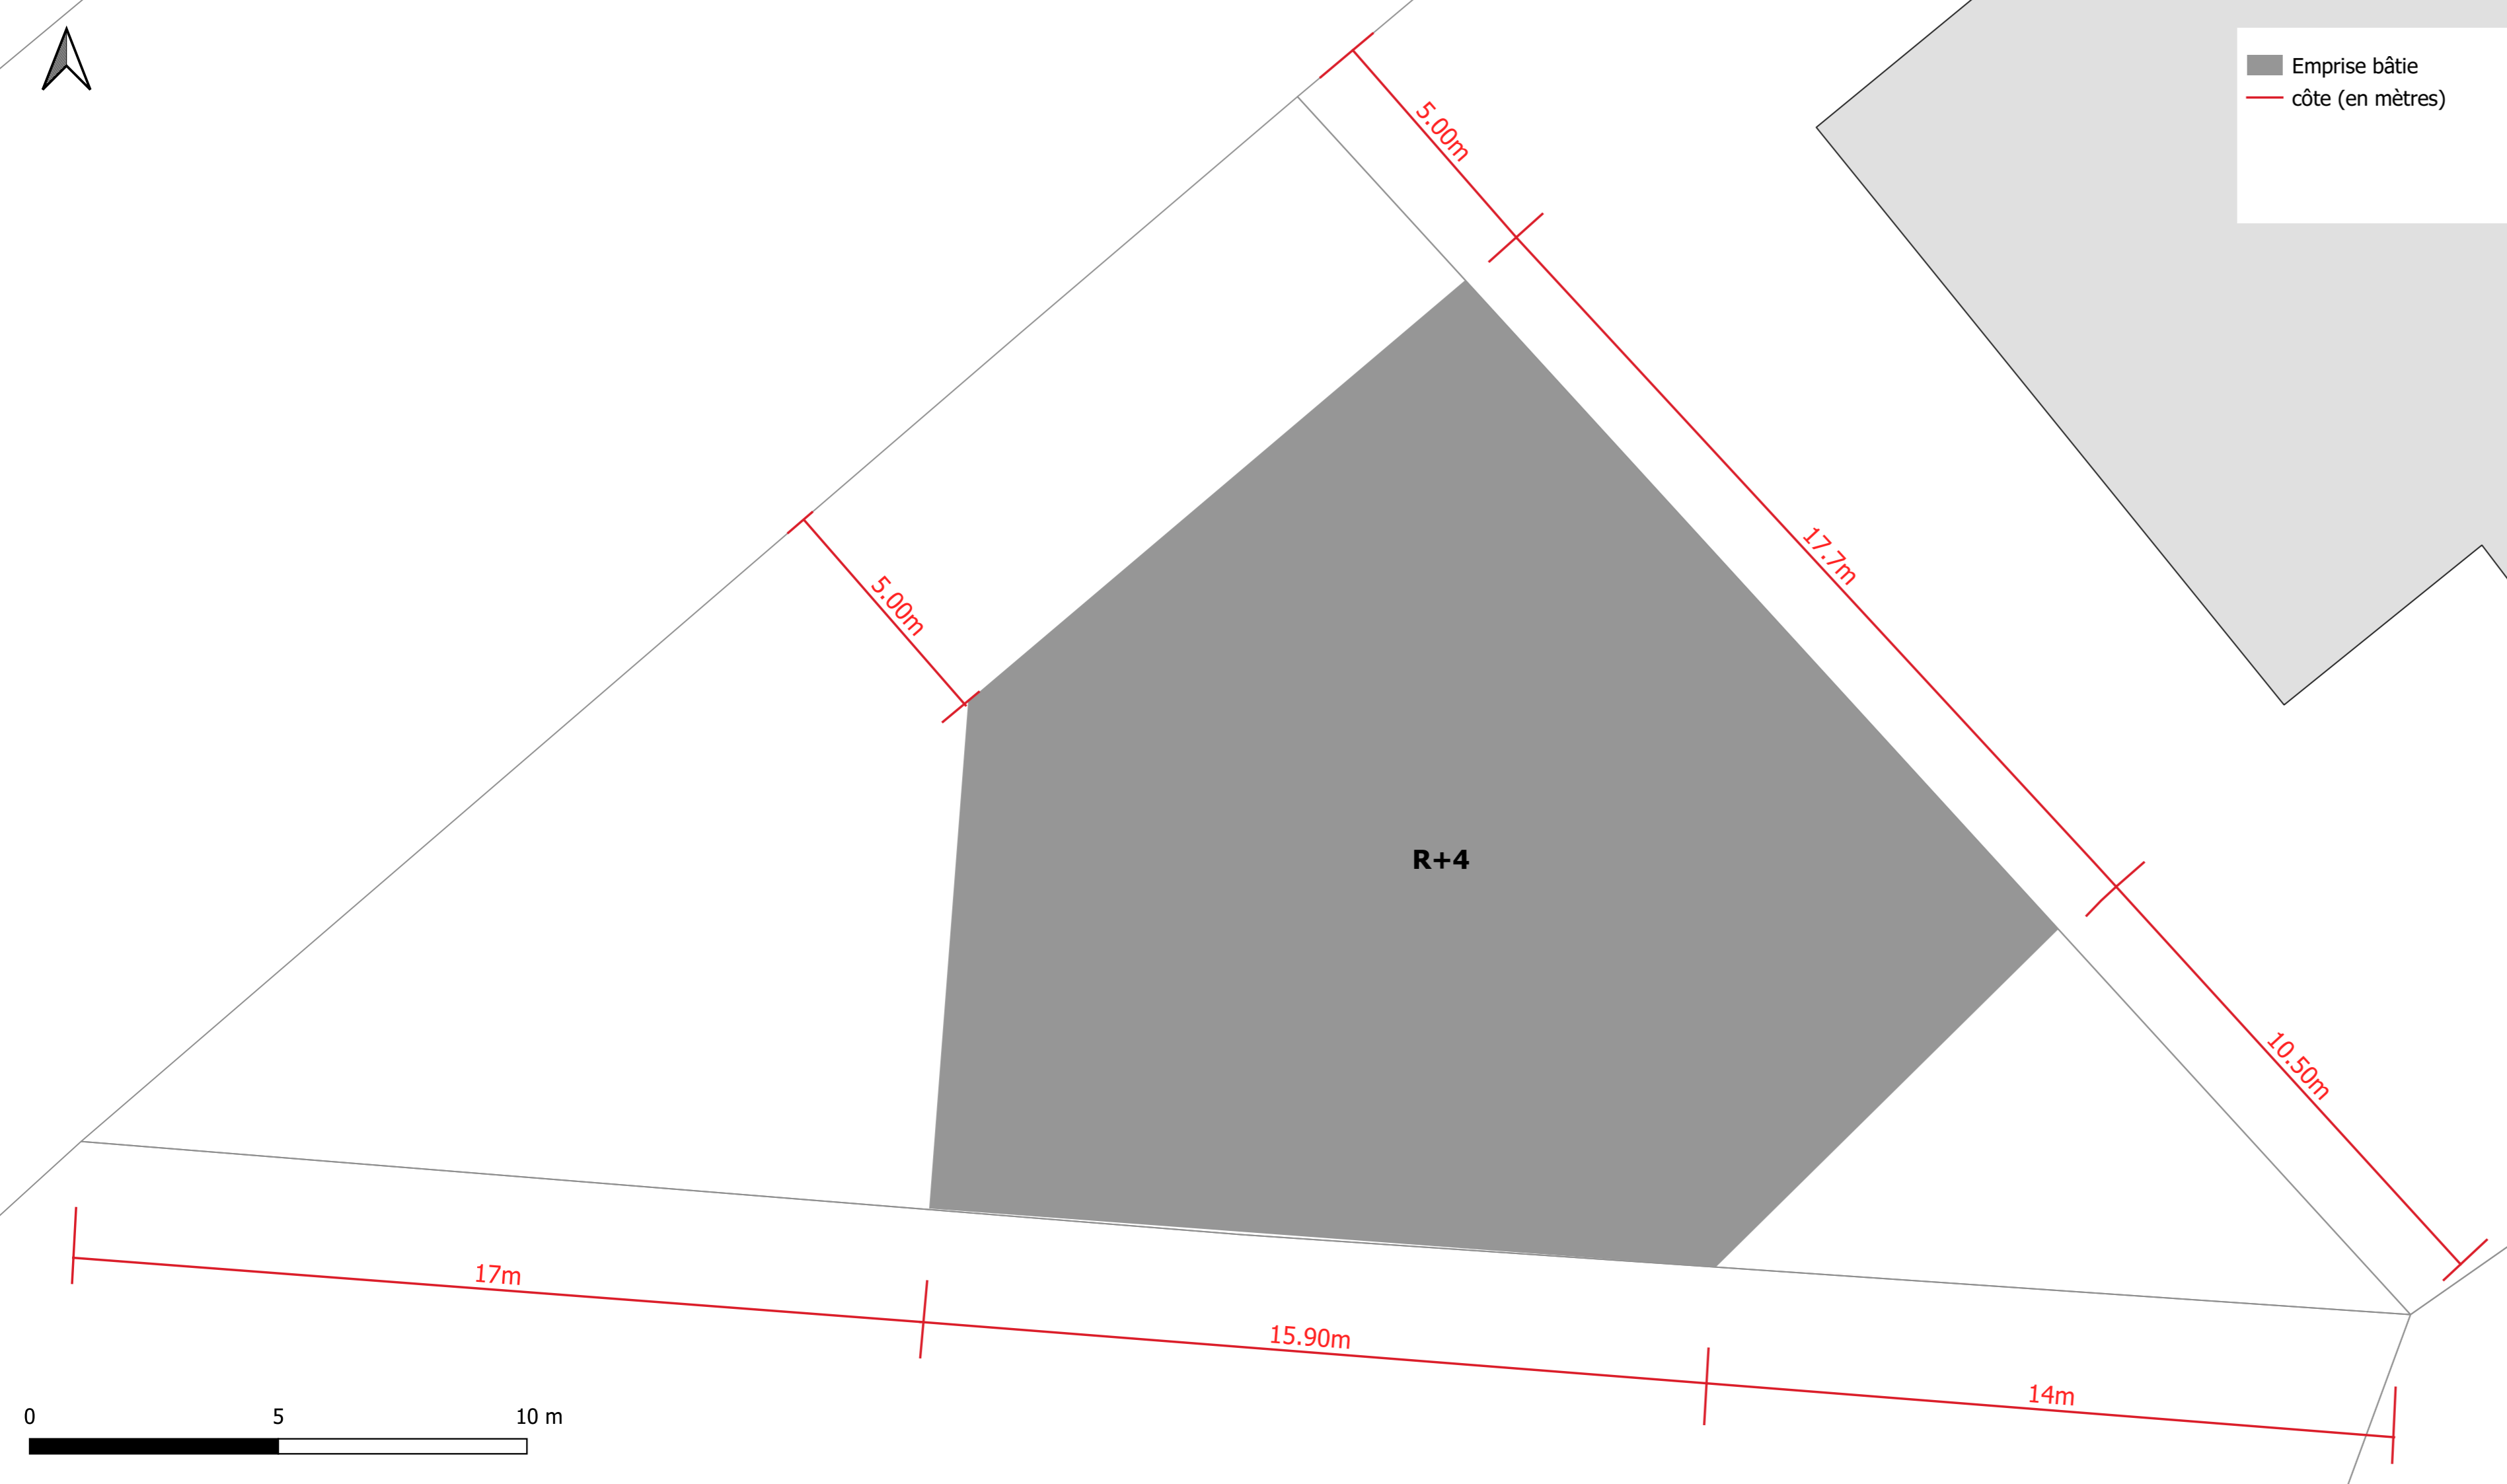 Emprise bâtie
côte (en mètres)
5.00m
17.7m
5.00m
R+4
10.50m
17m
15.90m
14m
0 5 10 m